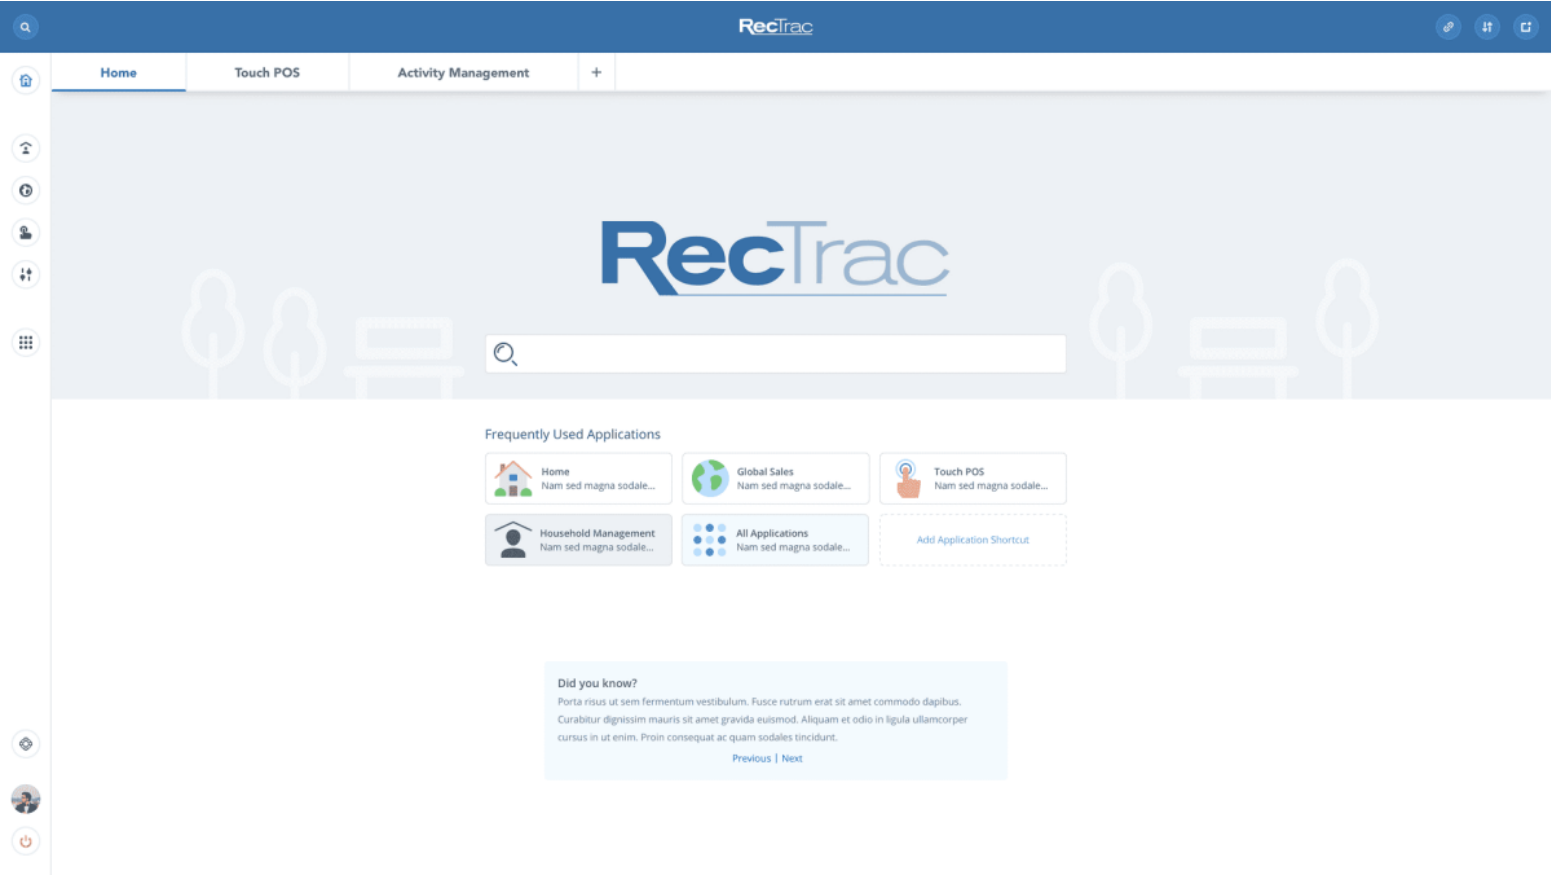 RecTrac
Home
Touch POS
Activity Management
+
RecTrac
Frequently Used Applications
Home
Nam sed magna sodale...
Global Sales
Nam sed magna sodale...
Touch POS
Nam sed magna sodale...
Household Management
Nam sed magna sodale...
All Applications
Nam sed magna sodale...
Add Application Shortcut
Did you know?
Porta risus ut sem fermentum vestibulum. Fusce rutrum erat sit amet commodo dapibus.
Curabitur dignissim mauris sit amet gravida euismod. Aliquam et odio in ligula ullamcorper
cursus in ut enim. Proin consequat ac quam sodales tincidunt.
Previous | Next